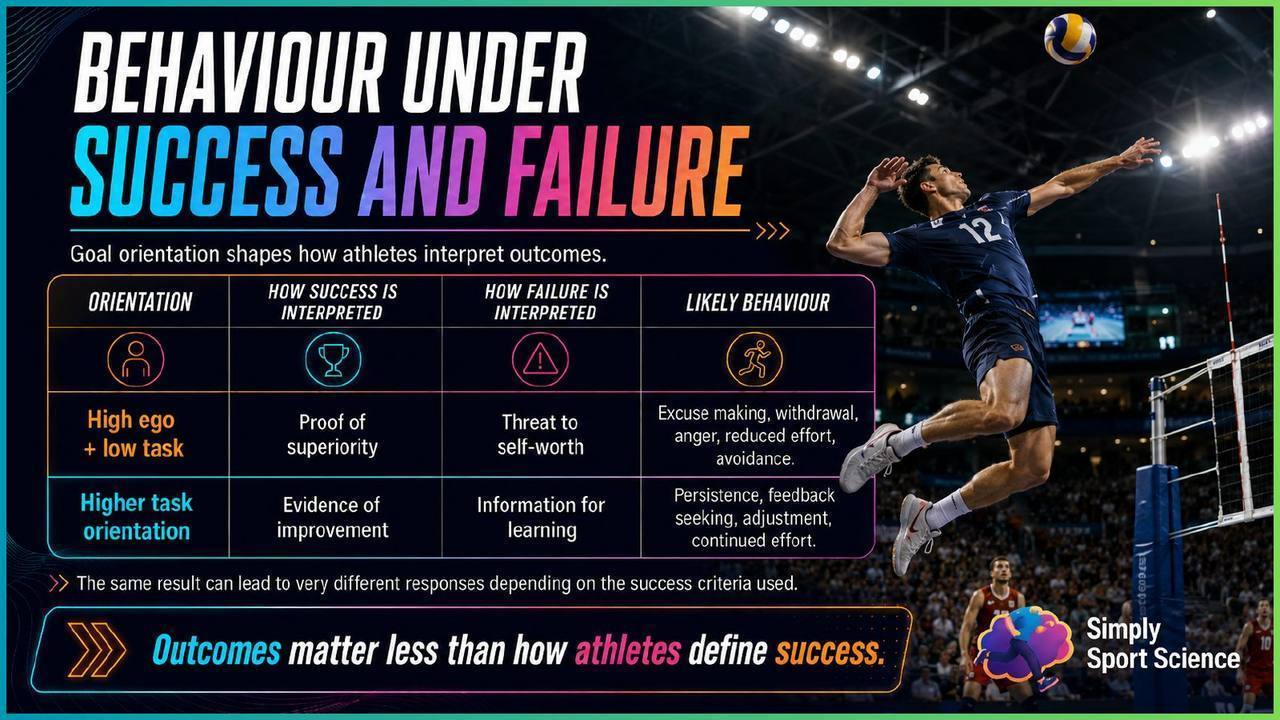 BEHAVIOUR UNDER
SUCCESS AND FAILURE
Goal orientation shapes how athletes interpret outcomes.
ORIENTATION
HOW SUCCESS IS
INTERPRETED
HOW FAILURE IS
INTERPRETED
LIKELY BEHAVIOUR
High ego
+ low task
Proof of
superiority
Threat to
self-worth
Excuse making, withdrawal,
anger, reduced effort,
avoidance.
Higher task
orientation
Evidence of
improvement
Information for
learning
Persistence, feedback
seeking, adjustment,
continued effort.
The same result can lead to very different responses depending on the success criteria used.
Outcomes matter less than how athletes define success.
12
Simply
Sport Science
10